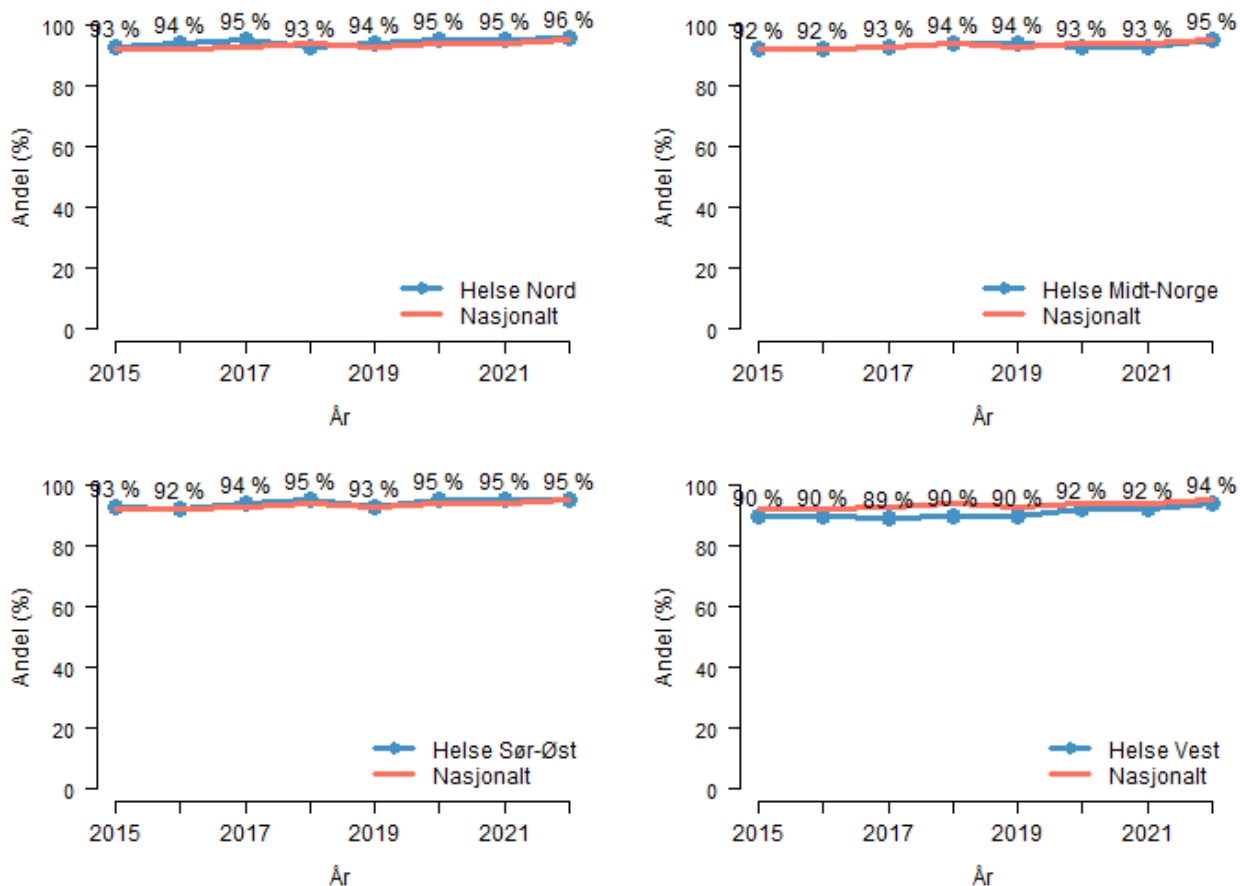 93 % 94 % 95 % 93 % 94 % 95 % 95 % 96 %
100
80
60
40
20
0
Andel (%)
Helse Nord
Nasjonalt
2015 2017 2019 2021
År
92 % 92 % 93 % 94 % 94 % 93 % 93 % 95 %
100
80
60
40
20
0
Andel (%)
Helse Midt-Norge
Nasjonalt
2015 2017 2019 2021
År
93 % 92 % 94 % 95 % 93 % 95 % 95 % 95 %
100
80
60
40
20
0
Andel (%)
Helse Sør-Øst
Nasjonalt
2015 2017 2019 2021
År
90 % 90 % 89 % 90 % 90 % 92 % 92 % 94 %
100
80
60
40
20
0
Andel (%)
Helse Vest
Nasjonalt
2015 2017 2019 2021
År